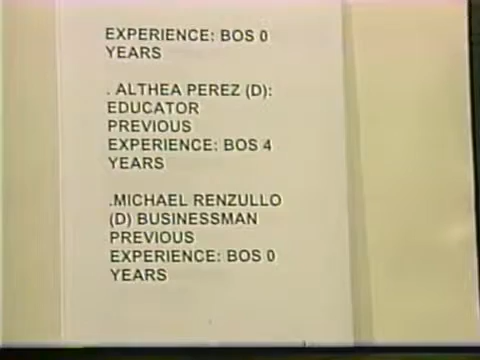 EXPERIENCE: BOS 0
YEARS
. ALTHEA PEREZ (D):
EDUCATOR
PREVIOUS
EXPERIENCE: BOS 4
YEARS
.MICHAEL RENZULLO
(D) BUSINESSMAN
PREVIOUS
EXPERIENCE: BOS 0
YEARS